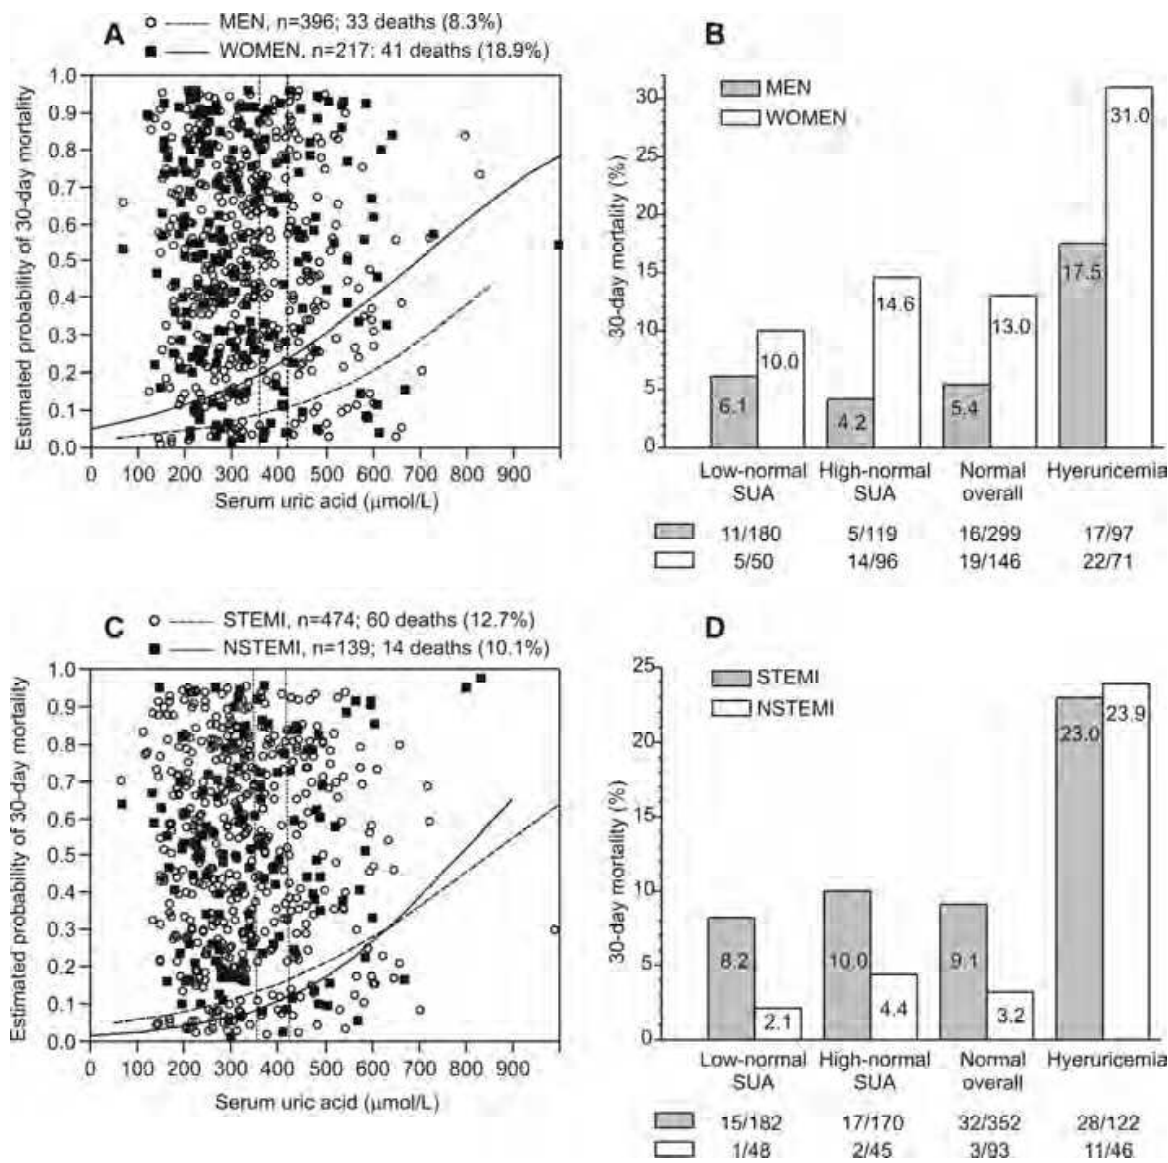 A
MEN, n=396; 33 deaths (8.3%)
WOMEN, n=217; 41 deaths (18.9%)
Estimated probability of 30-day mortality
1.0
0.9
0.8
0.7
0.6
0.5
0.4
0.3
0.2
0.1
0.0
0 100 200 300 400 500 600 700 800 900
Serum uric acid (μmol/L)
B
MEN
WOMEN
30-day mortality (%)
30
25
20
15
10
5
0
6.1 10.0 4.2 14.6 5.4 13.0 17.5 31.0
Low-normal SUA
High-normal SUA
Normal overall
Hyeruricemia
11/180 5/119 16/299 17/97
5/50 14/96 19/146 22/71
C
STEMI, n=474; 60 deaths (12.7%)
NSTEMI, n=139; 14 deaths (10.1%)
Estimated probability of 30-day mortality
1.0
0.9
0.8
0.7
0.6
0.5
0.4
0.3
0.2
0.1
0.0
0 100 200 300 400 500 600 700 800 900
Serum uric acid (μmol/L)
D
STEMI
NSTEMI
30-day mortality (%)
25
20
15
10
5
0
8.2 2.1 10.0 4.4 9.1 3.2 23.0 23.9
Low-normal SUA
High-normal SUA
Normal overall
Hyeruricemia
15/182 17/170 32/352 28/122
1/48 2/45 3/93 11/46